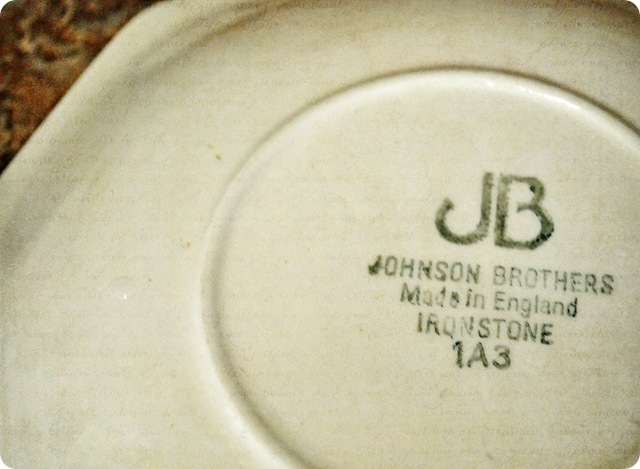 JB
JOHNSON BROTHERS
Made in England
IRONSTONE
1A3